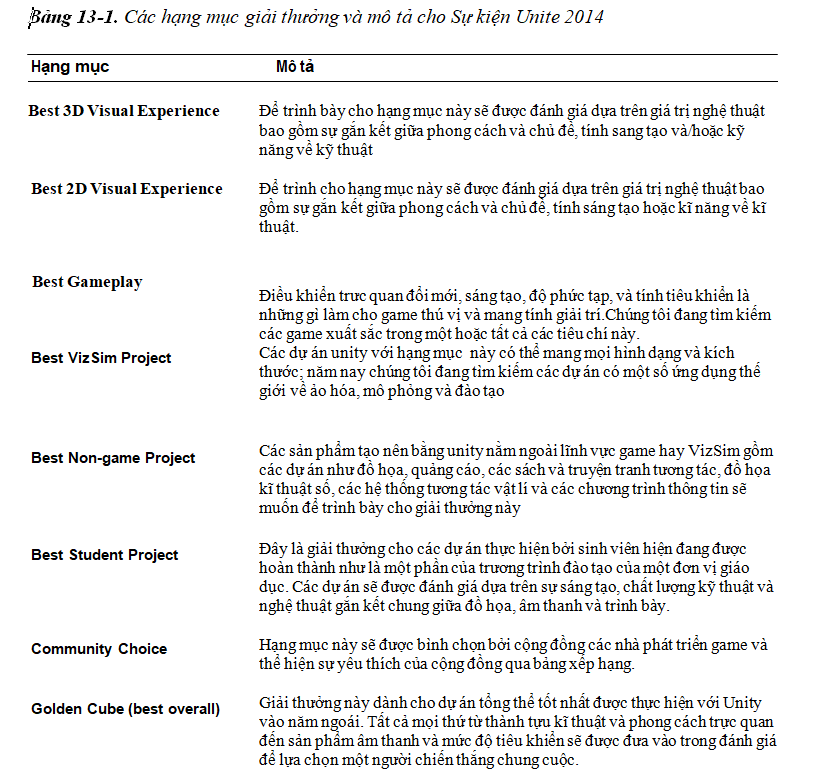 Bảng 13-1. Các hạng mục giải thưởng và mô tả cho Sự kiện Unite 2014
Hạng mục Mô tả
Best 3D Visual Experience Để trình bày cho hạng mục này sẽ được đánh giá dựa trên giá trị nghệ thuật
bao gồm sự gắn kết giữa phong cách và chủ đề, tính sang tạo và/hoặc kỹ
năng về kỹ thuật
Best 2D Visual Experience Để trình cho hạng mục này sẽ được đánh giá dựa trên giá trị nghệ thuật bao
gồm sự gắn kết giữa phong cách và chủ đề, tính sáng tạo hoặc kĩ năng về kĩ
thuật.
Best Gameplay
Điều khiển trưc quan đổi mới, sáng tạo, độ phức tạp, và tính tiêu khiển là
những gì làm cho game thú vị và mang tính giải trí.Chúng tôi đang tìm kiếm
các game xuất sắc trong một hoặc tất cả các tiêu chí này.
Best VizSim Project Các dự án unity với hạng mục này có thể mang mọi hình dạng và kích
thước; năm nay chúng tôi đang tìm kiếm các dự án có một số ứng dụng thế
giới về ảo hóa, mô phỏng và đào tạo
Best Non-game Project Các sản phẩm tạo nên bằng unity nằm ngoài lĩnh vực game hay VizSim gồm
các dự án như đồ họa, quảng cáo, các sách và truyện tranh tương tác, đồ họa
kĩ thuật số, các hệ thống tương tác vật lí và các chương trình thông tin sẽ
muốn để trình bày cho giải thưởng này
Best Student Project Đây là giải thưởng cho các dự án thực hiện bởi sinh viên hiện đang được
hoàn thành như là một phần của trương trình đào tạo của một đơn vị giáo
dục. Các dự án sẽ được đánh giá dựa trên sự sáng tạo, chất lượng kỹ thuật và
nghệ thuật gắn kết chung giữa đồ họa, âm thanh và trình bày.
Community Choice Hạng mục này sẽ được bình chọn bởi cộng đồng các nhà phát triển game và
thể hiện sự yêu thích của cộng đồng qua bảng xếp hạng.
Golden Cube (best overall) Giải thưởng này dành cho dự án tổng thể tốt nhất được thực hiện với Unity
vào năm ngoái. Tất cả mọi thứ từ thành tựu kĩ thuật và phong cách trực quan
đến sản phẩm âm thanh và mức độ tiêu khiển sẽ được đưa vào trong đánh giá
để lựa chọn một người chiến thắng chung cuộc.